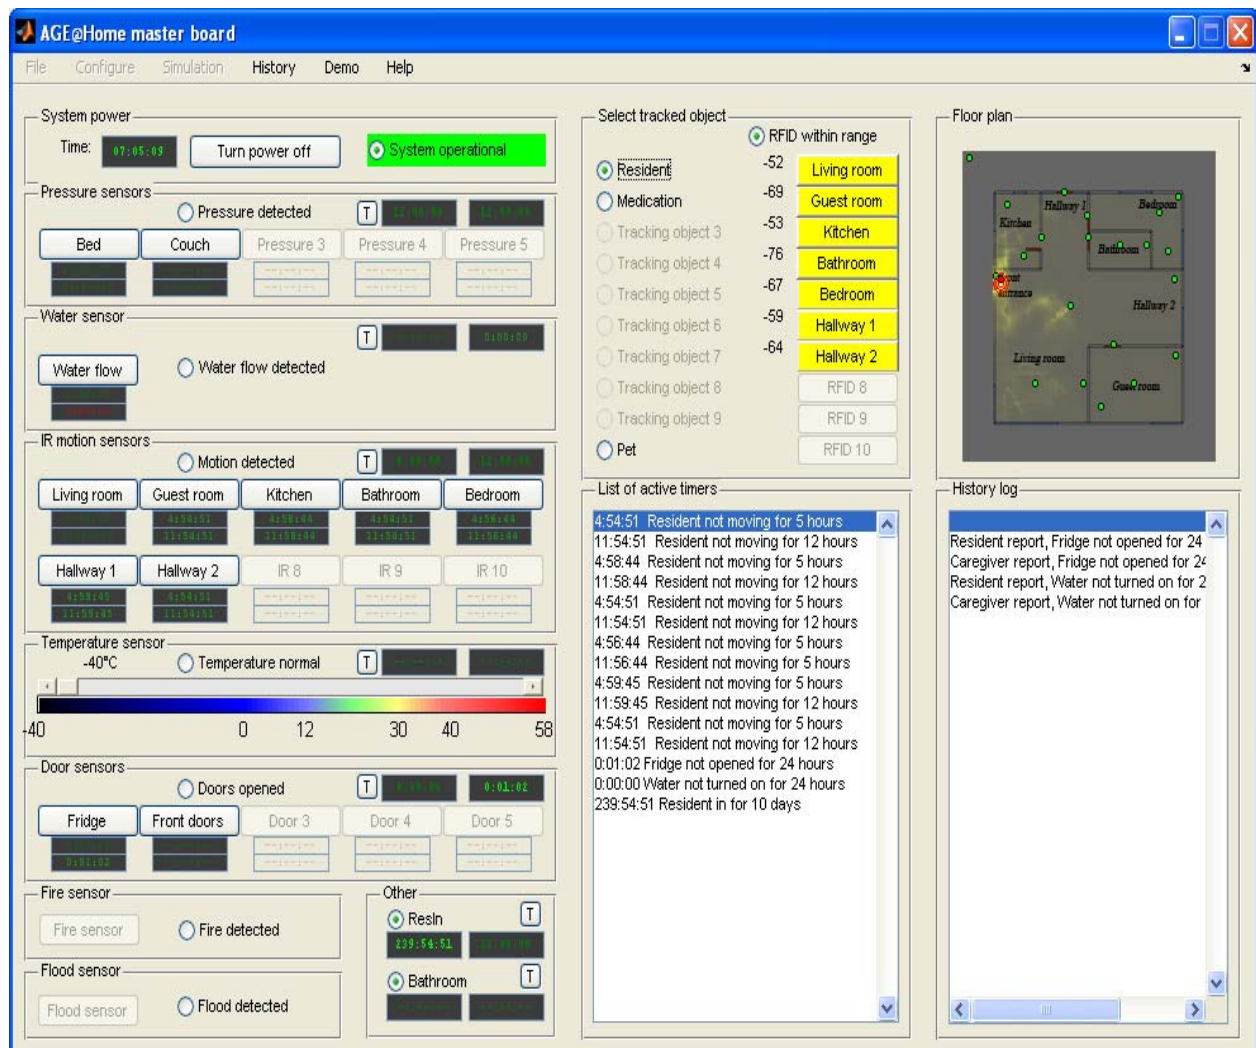 AGE@Home master board
File Configure Simulation History Demo Help
System power
Time: 07:05:09 Turn power off System operational
Pressure sensors
Pressure detected T
Bed Couch Pressure 3 Pressure 4 Pressure 5
--:--:-- --:--:-- --:--:--
--:--:-- --:--:-- --:--:--
Water sensor
T 0:00:00
Water flow Water flow detected
IR motion sensors
Motion detected T
Living room Guest room Kitchen Bathroom Bedroom
4:54:51 4:58:44 4:54:51 4:56:44
11:54:51 11:58:44 11:54:51 11:56:44
Hallway 1 Hallway 2 IR 8 IR 9 IR 10
4:59:45 4:54:51 --:--:-- --:--:-- --:--:--
11:59:45 11:54:51 --:--:-- --:--:-- --:--:--
Temperature sensor
-40°C Temperature normal T
-40 0 12 30 40 58
Door sensors
Doors opened T 0:01:02
Fridge Front doors Door 3 Door 4 Door 5
--:--:-- --:--:-- --:--:--
0:01:02 --:--:-- --:--:-- --:--:--
Fire sensor
Fire sensor Fire detected
Flood sensor
Flood sensor Flood detected
Other
ResIn T
239:54:51
Bathroom T
Select tracked object
RFID within range
Resident -52 Living room
Medication -69 Guest room
Tracking object 3 -53 Kitchen
Tracking object 4 -76 Bathroom
Tracking object 5 -67 Bedroom
Tracking object 6 -59 Hallway 1
Tracking object 7 -64 Hallway 2
Tracking object 8 RFID 8
Tracking object 9 RFID 9
Pet RFID 10
List of active timers
4:54:51 Resident not moving for 5 hours
11:54:51 Resident not moving for 12 hours
4:58:44 Resident not moving for 5 hours
11:58:44 Resident not moving for 12 hours
4:54:51 Resident not moving for 5 hours
11:54:51 Resident not moving for 12 hours
4:56:44 Resident not moving for 5 hours
11:56:44 Resident not moving for 5 hours
4:59:45 Resident not moving for 5 hours
11:59:45 Resident not moving for 12 hours
4:54:51 Resident not moving for 5 hours
11:54:51 Resident not moving for 12 hours
0:01:02 Fridge not opened for 24 hours
0:00:00 Water not turned on for 24 hours
239:54:51 Resident in for 10 days
Floor plan
Hallway 1 Bedroom
Kitchen
Bathroom
Front
entrance
Hallway 2
Living room
Guest room
History log
Resident report, Fridge not opened for 24
Caregiver report, Fridge not opened for 24
Resident report, Water not turned on for 2
Caregiver report, Water not turned on for